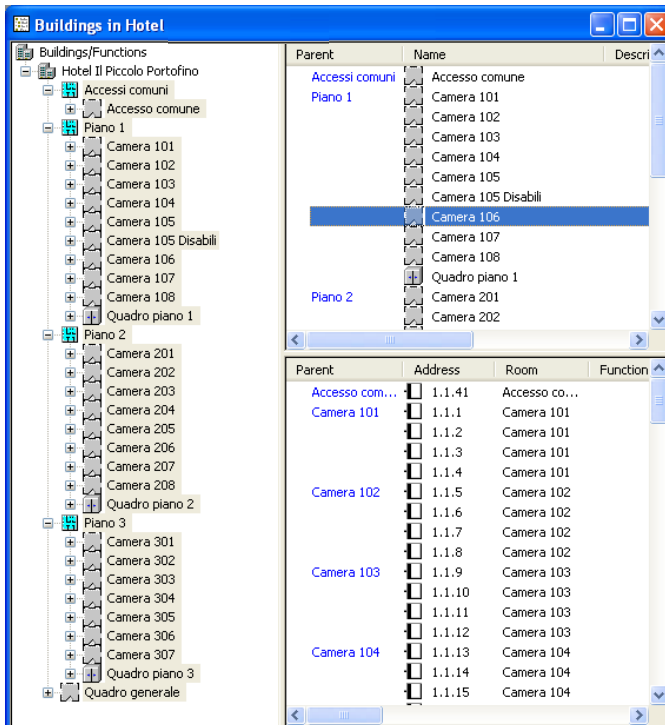 Buildings in Hotel
Buildings/Functions
Hotel Il Piccolo Portofino
Accessi comuni
Accesso comune
Piano 1
Camera 101
Camera 102
Camera 103
Camera 104
Camera 105
Camera 105 Disabili
Camera 106
Camera 107
Camera 108
Quadro piano 1
Piano 2
Camera 201
Camera 202
Camera 203
Camera 204
Camera 205
Camera 206
Camera 207
Camera 208
Quadro piano 2
Piano 3
Camera 301
Camera 302
Camera 303
Camera 304
Camera 305
Camera 306
Camera 307
Quadro piano 3
Quadro generale
Parent Name Descri
Accessi comuni Accesso comune
Piano 1 Camera 101
Camera 102
Camera 103
Camera 104
Camera 105
Camera 105 Disabili
Camera 106
Camera 107
Camera 108
Quadro piano 1
Piano 2 Camera 201
Camera 202
Parent Address Room Function
Accesso com... 1.1.41 Accesso co...
Camera 101 1.1.1 Camera 101
1.1.2 Camera 101
1.1.3 Camera 101
1.1.4 Camera 101
Camera 102 1.1.5 Camera 102
1.1.6 Camera 102
1.1.7 Camera 102
1.1.8 Camera 102
Camera 103 1.1.9 Camera 103
1.1.10 Camera 103
1.1.11 Camera 103
1.1.12 Camera 103
Camera 104 1.1.13 Camera 104
1.1.14 Camera 104
1.1.15 Camera 104